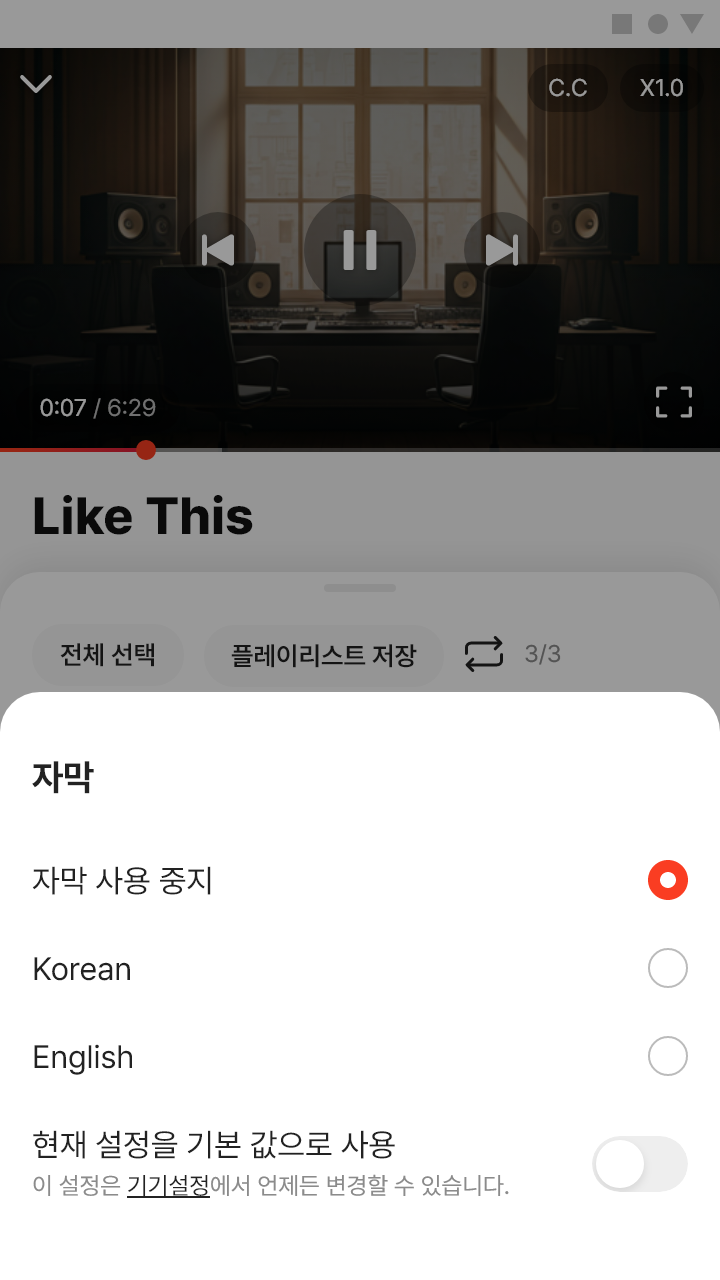 C.C
X1.0
0:07 / 6:29
Like This
전체 선택
플레이리스트 저장
3/3
자막
자막 사용 중지
Korean
English
현재 설정을 기본 값으로 사용
이 설정은 기기설정에서 언제든 변경할 수 있습니다.